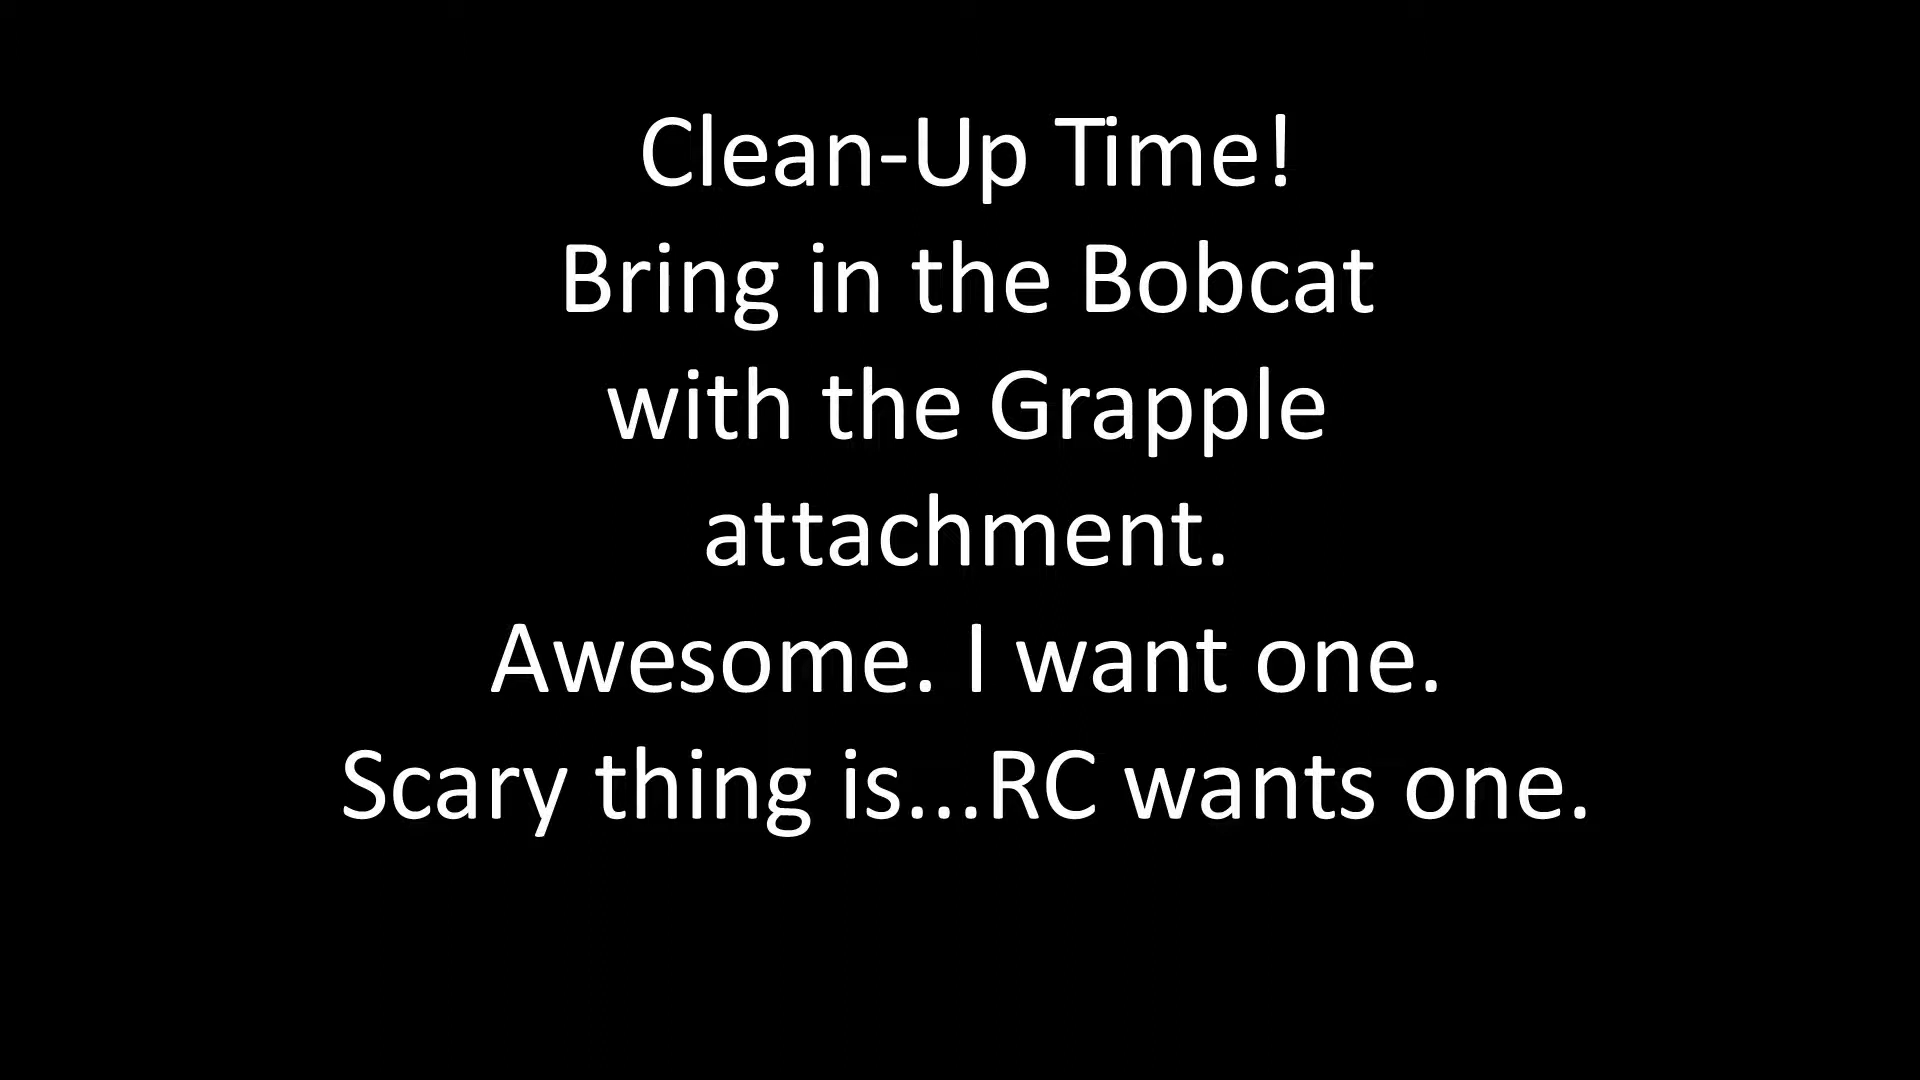 Clean-Up Time!
Bring in the Bobcat
with the Grapple
attachment.
Awesome. I want one.
Scary thing is...RC wants one.